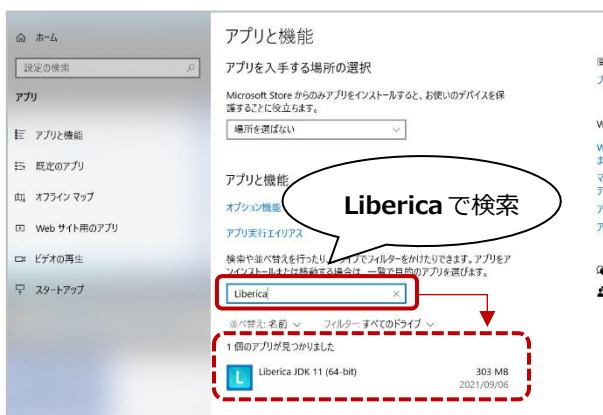 ホーム
設定の検索
アプリ
アプリと機能
既定のアプリ
オフライン マップ
Web サイト用のアプリ
ビデオの再生
スタートアップ
アプリと機能
アプリを入手する場所の選択
Microsoft Store からのみアプリをインストールすると、お使いのデバイスを保
護することに役立ちます。
場所を選ばない
アプリと機能
オプション機能
アプリ実行エイリアス
Liberica で検索
検索や並べ替えを行ったり、ドライブでフィルターをかけたりできます。アプリをア
ンインストールまたは移動する場合は、一覧で目的のアプリを選びます。
Liberica
並べ替え: 名前
フィルター: すべてのドライブ
1 個のアプリが見つかりました
Liberica JDK 11 (64-bit)
303 MB
2021/09/06